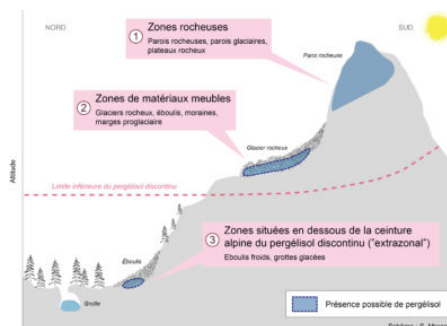 NORD
SUD
1 Zones rocheuses
Parois rocheuses, parois glaciaires,
plateaux rocheux
Paroi rocheuse
2 Zones de matériaux meubles
Glaciers rocheux, éboulis, moraines,
marges proglaciaire
Glacier rocheux
Altitude
Limite inférieure du pergélisol discontinu
3 Zones situées en dessous de la ceinture
alpine du pergélisol discontinu ("extrazonal")
Eboulis froids, grottes glacées
Éboulis
Grotte
Présence possible de pergélisol